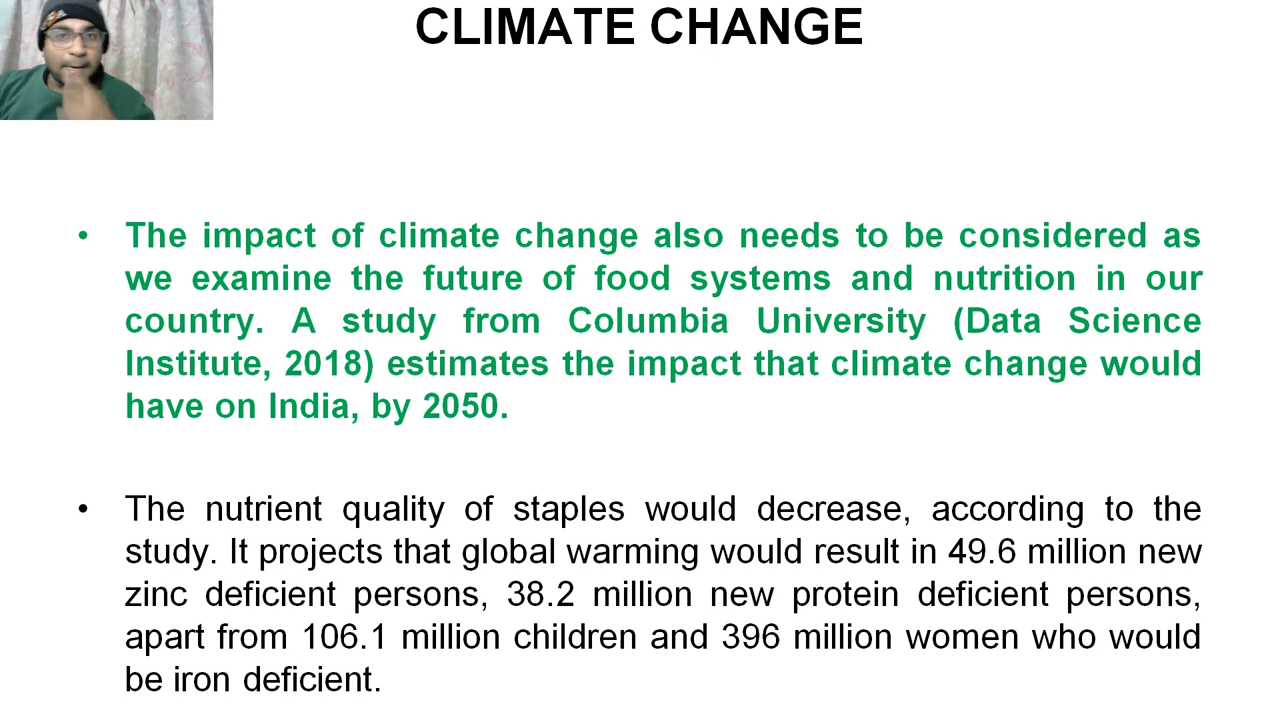 CLIMATE CHANGE
• The impact of climate change also needs to be considered as
we examine the future of food systems and nutrition in our
country. A study from Columbia University (Data Science
Institute, 2018) estimates the impact that climate change would
have on India, by 2050.
• The nutrient quality of staples would decrease, according to the
study. It projects that global warming would result in 49.6 million new
zinc deficient persons, 38.2 million new protein deficient persons,
apart from 106.1 million children and 396 million women who would
be iron deficient.